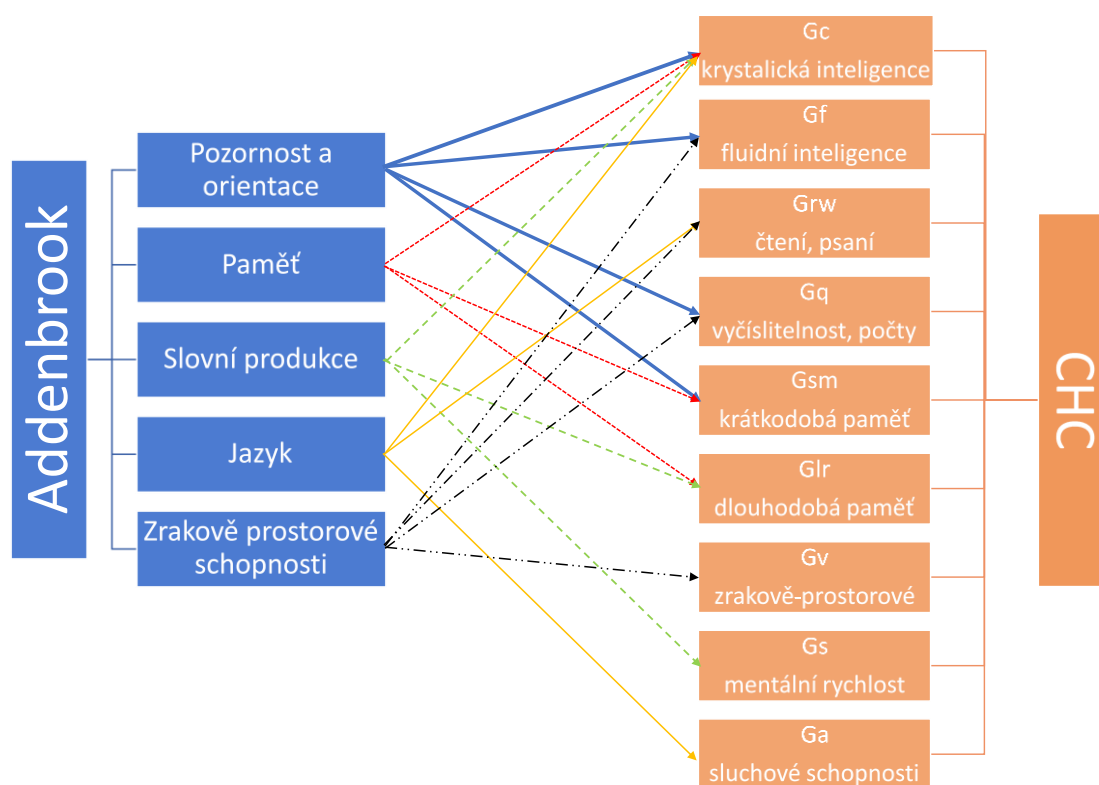 Addenbrook
Pozornost a
orientace
Paměť
Slovní produkce
Jazyk
Zrakově prostorové
schopnosti
Gc
krystalická inteligence
Gf
fluidní inteligence
Grw
čtení, psaní
Gq
vyčíslitelnost, počty
Gsm
krátkodobá paměť
Glr
dlouhodobá paměť
Gv
zrakově-prostorové
Gs
mentální rychlost
Ga
sluchové schopnosti
CHC